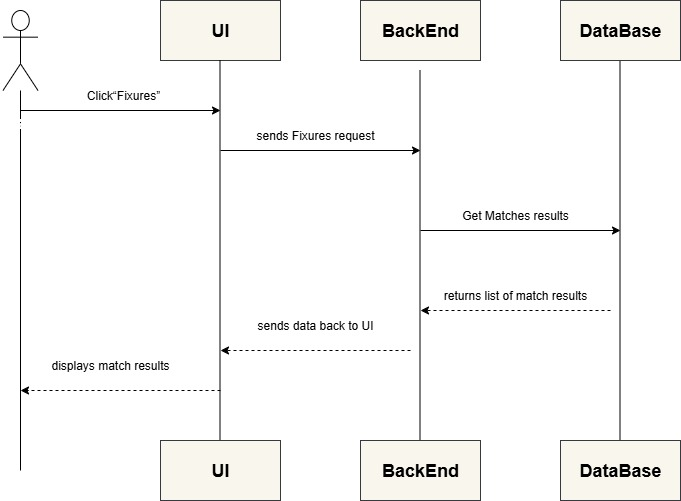 UI
BackEnd
DataBase
Click“Fixures”
sends Fixures request
Get Matches results
returns list of match results
sends data back to UI
displays match results
UI
BackEnd
DataBase